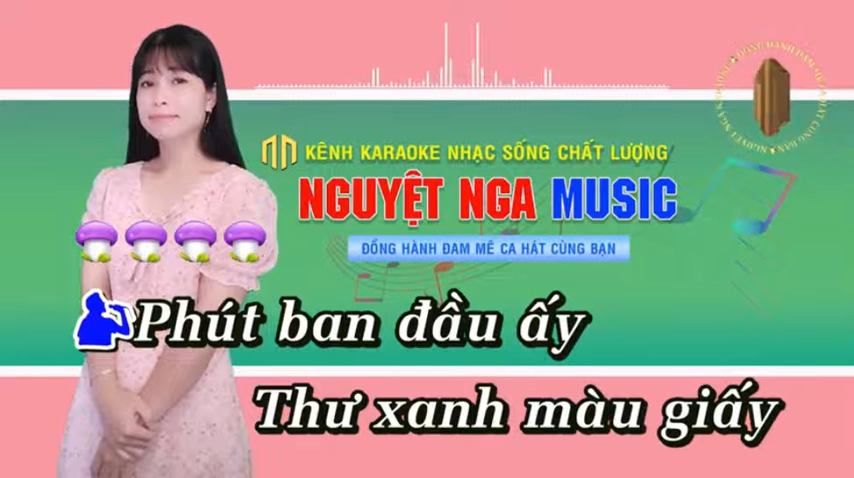 KÊNH KARAOKE NHẠC SỐNG CHẤT LƯỢNG
NGUYỆT NGA MUSIC
ĐỒNG HÀNH ĐAM MÊ CA HÁT CÙNG BẠN
Phút ban đầu ấy
Thư xanh màu giấy